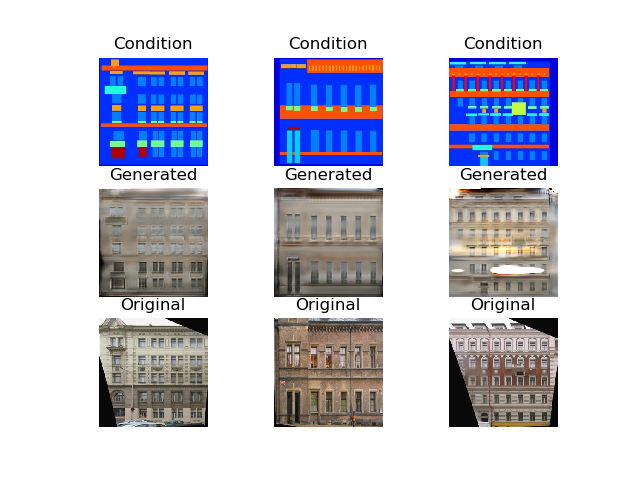 Condition Condition Condition
Generated Generated Generated
Original Original Original